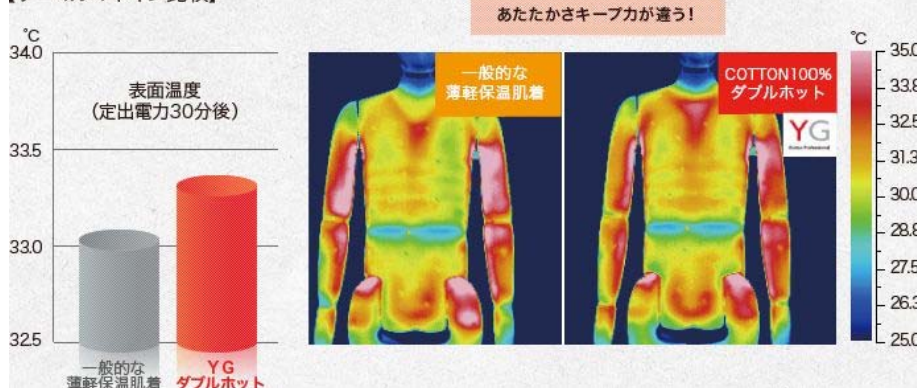 あたたかさキープ力が違う!
℃
34.0
33.5
33.0
32.5
表面温度
(定出電力30分後)
一般的な
薄軽保温肌着
YG
ダブルホット
一般的な
薄軽保温肌着
COTTON100%
ダブルホット
YG
℃
35.0
33.8
32.5
31.3
30.0
28.8
27.5
26.3
25.0